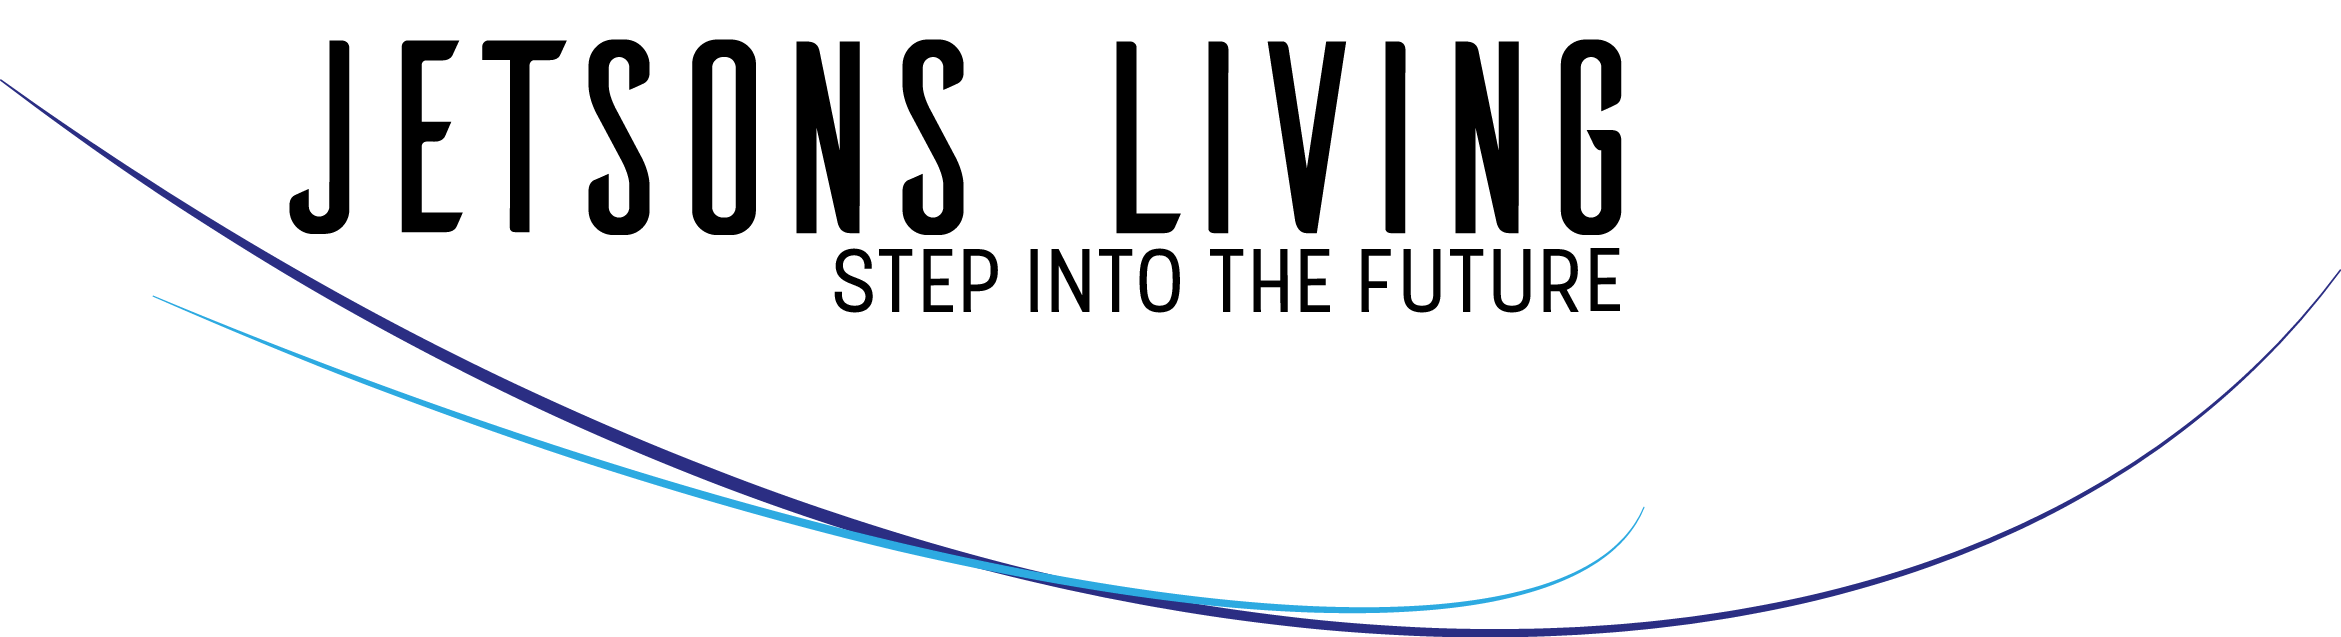 JETSONS LIVING
STEP INTO THE FUTURE